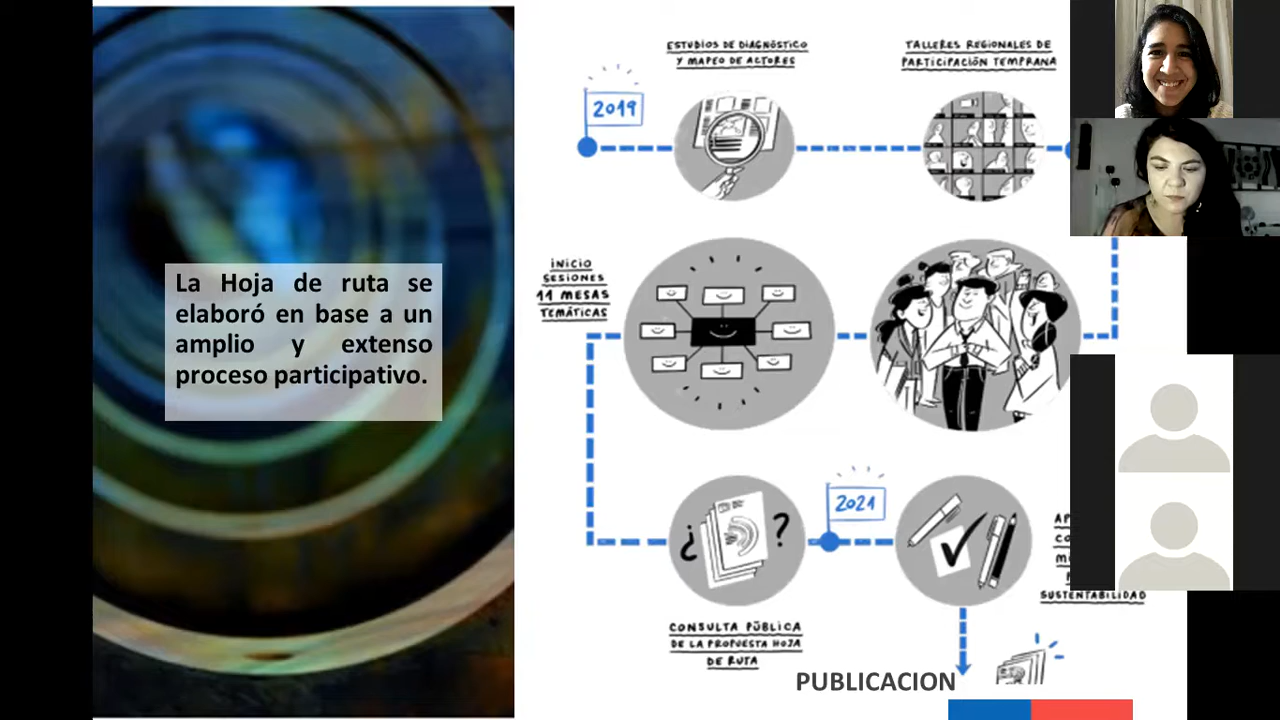 La Hoja de ruta se
elaboró en base a un
amplio y extenso
proceso participativo.
2019
ESTUDIOS DE DIAGNÓSTICO
Y MAPEO DE ACTORES
TALLERES REGIONALES DE
PARTICIPACIÓN TEMPRANA
INICIO
SESIONES
11 MESAS
TEMÁTICAS
¿ ?
CONSULTA PÚBLICA
DE LA PROPUESTA HOJA
DE RUTA
2021
SUSTENTABILIDAD
PUBLICACION